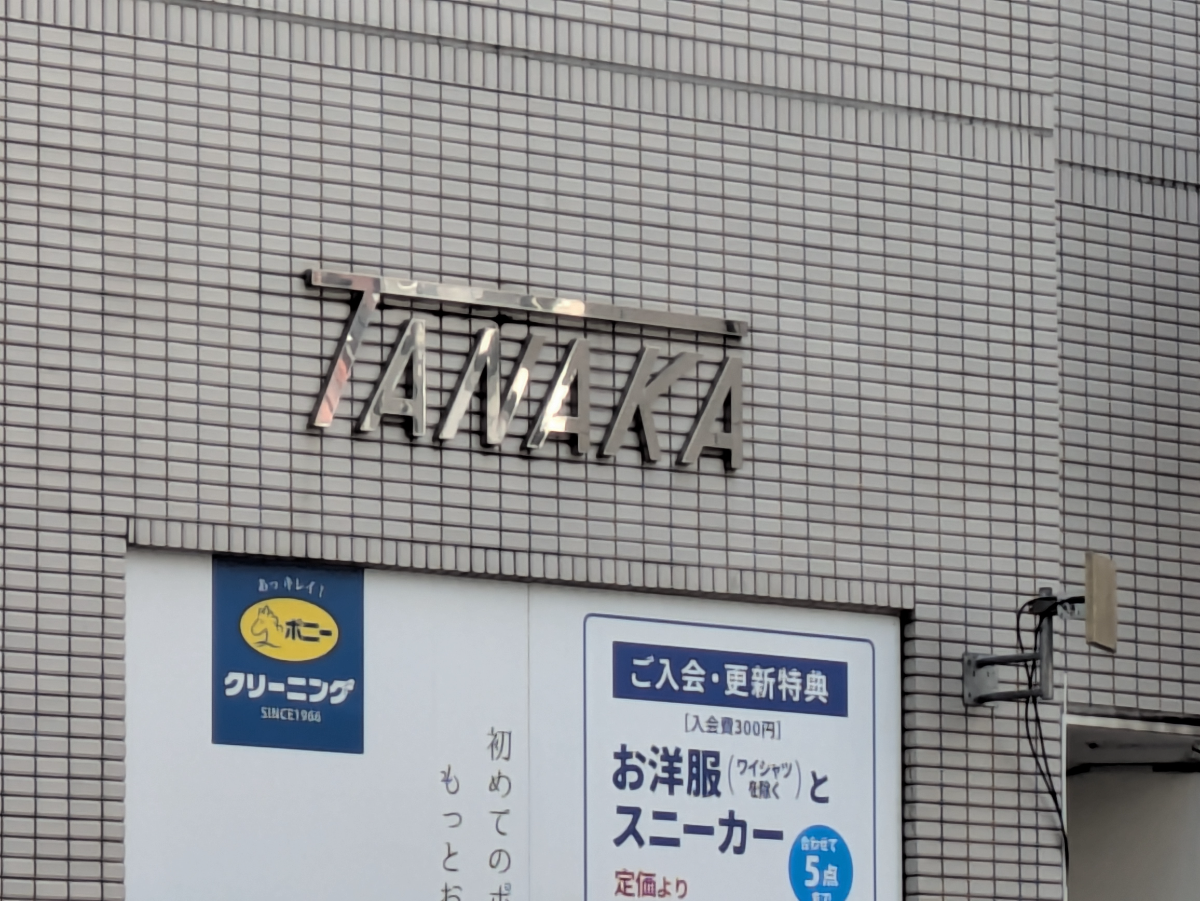 TANAKA
あっキレイ!
ポニー
クリーニング
SINCE1966
初めてのポ
もっとお
ご入会・更新特典
[入会費300円]
お洋服(ワイシャツを除く)と
スニーカー
合わせて
5点
定価より